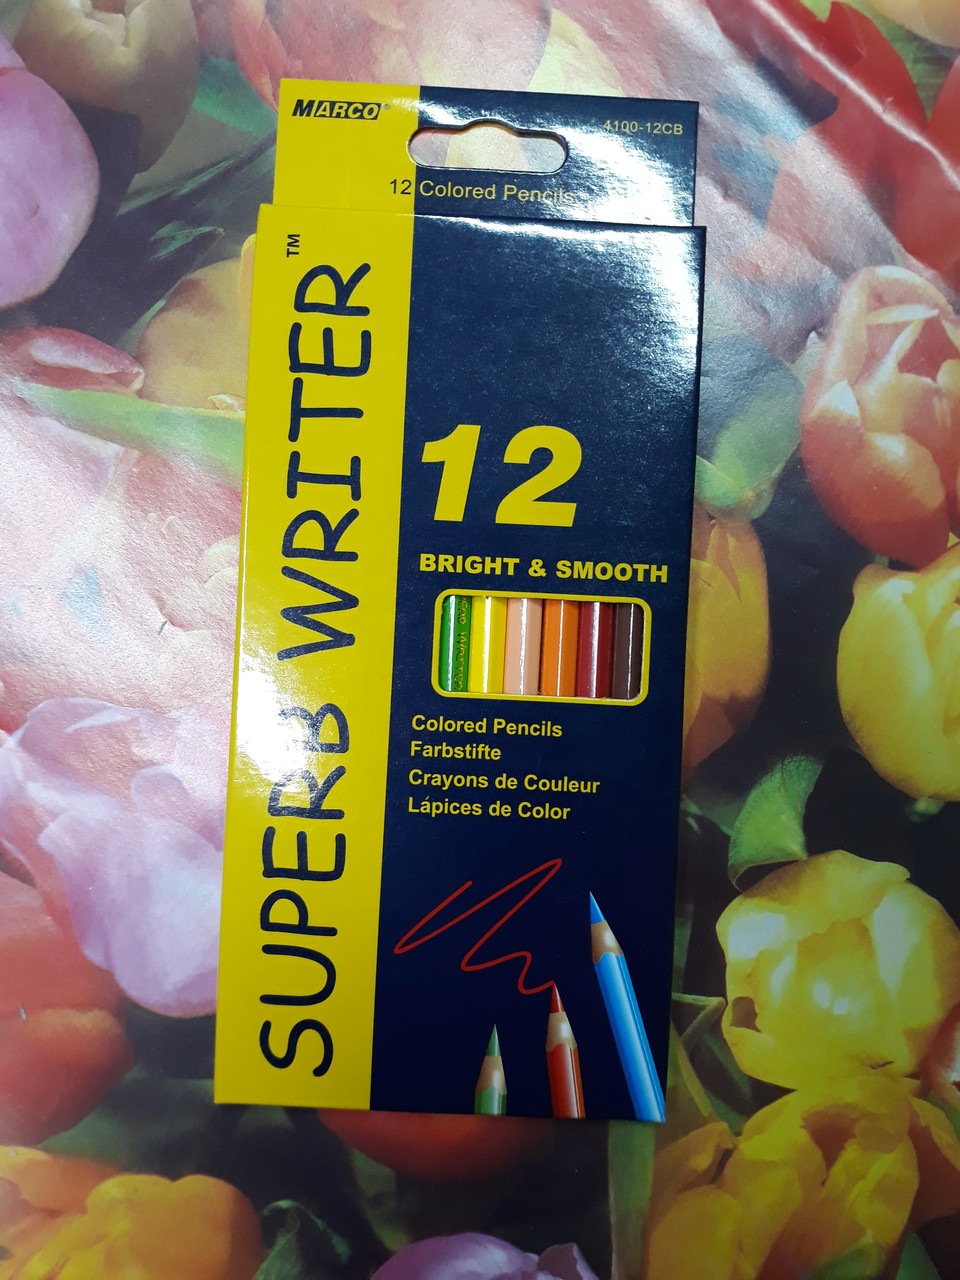 MARCO®
4100-12CB
12 Colored Pencils
SUPERB WRITER™
12
BRIGHT & SMOOTH
Colored Pencils
Farbstifte
Crayons de Couleur
Lápices de Color